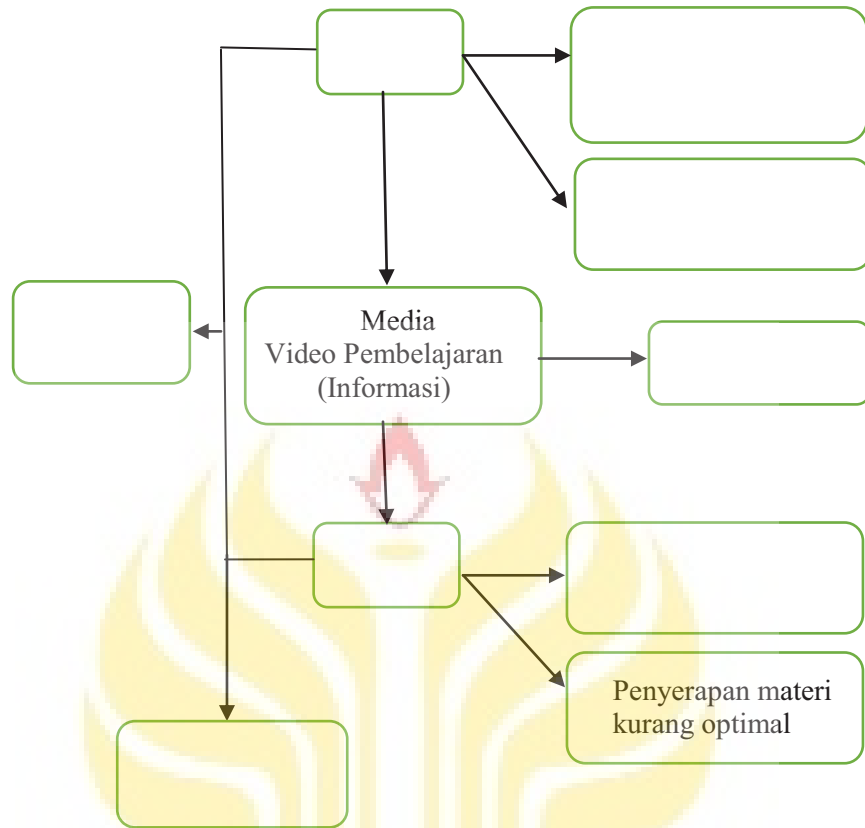 Media
Video Pembelajaran
(Informasi)
Penyerapan materi
kurang optimal